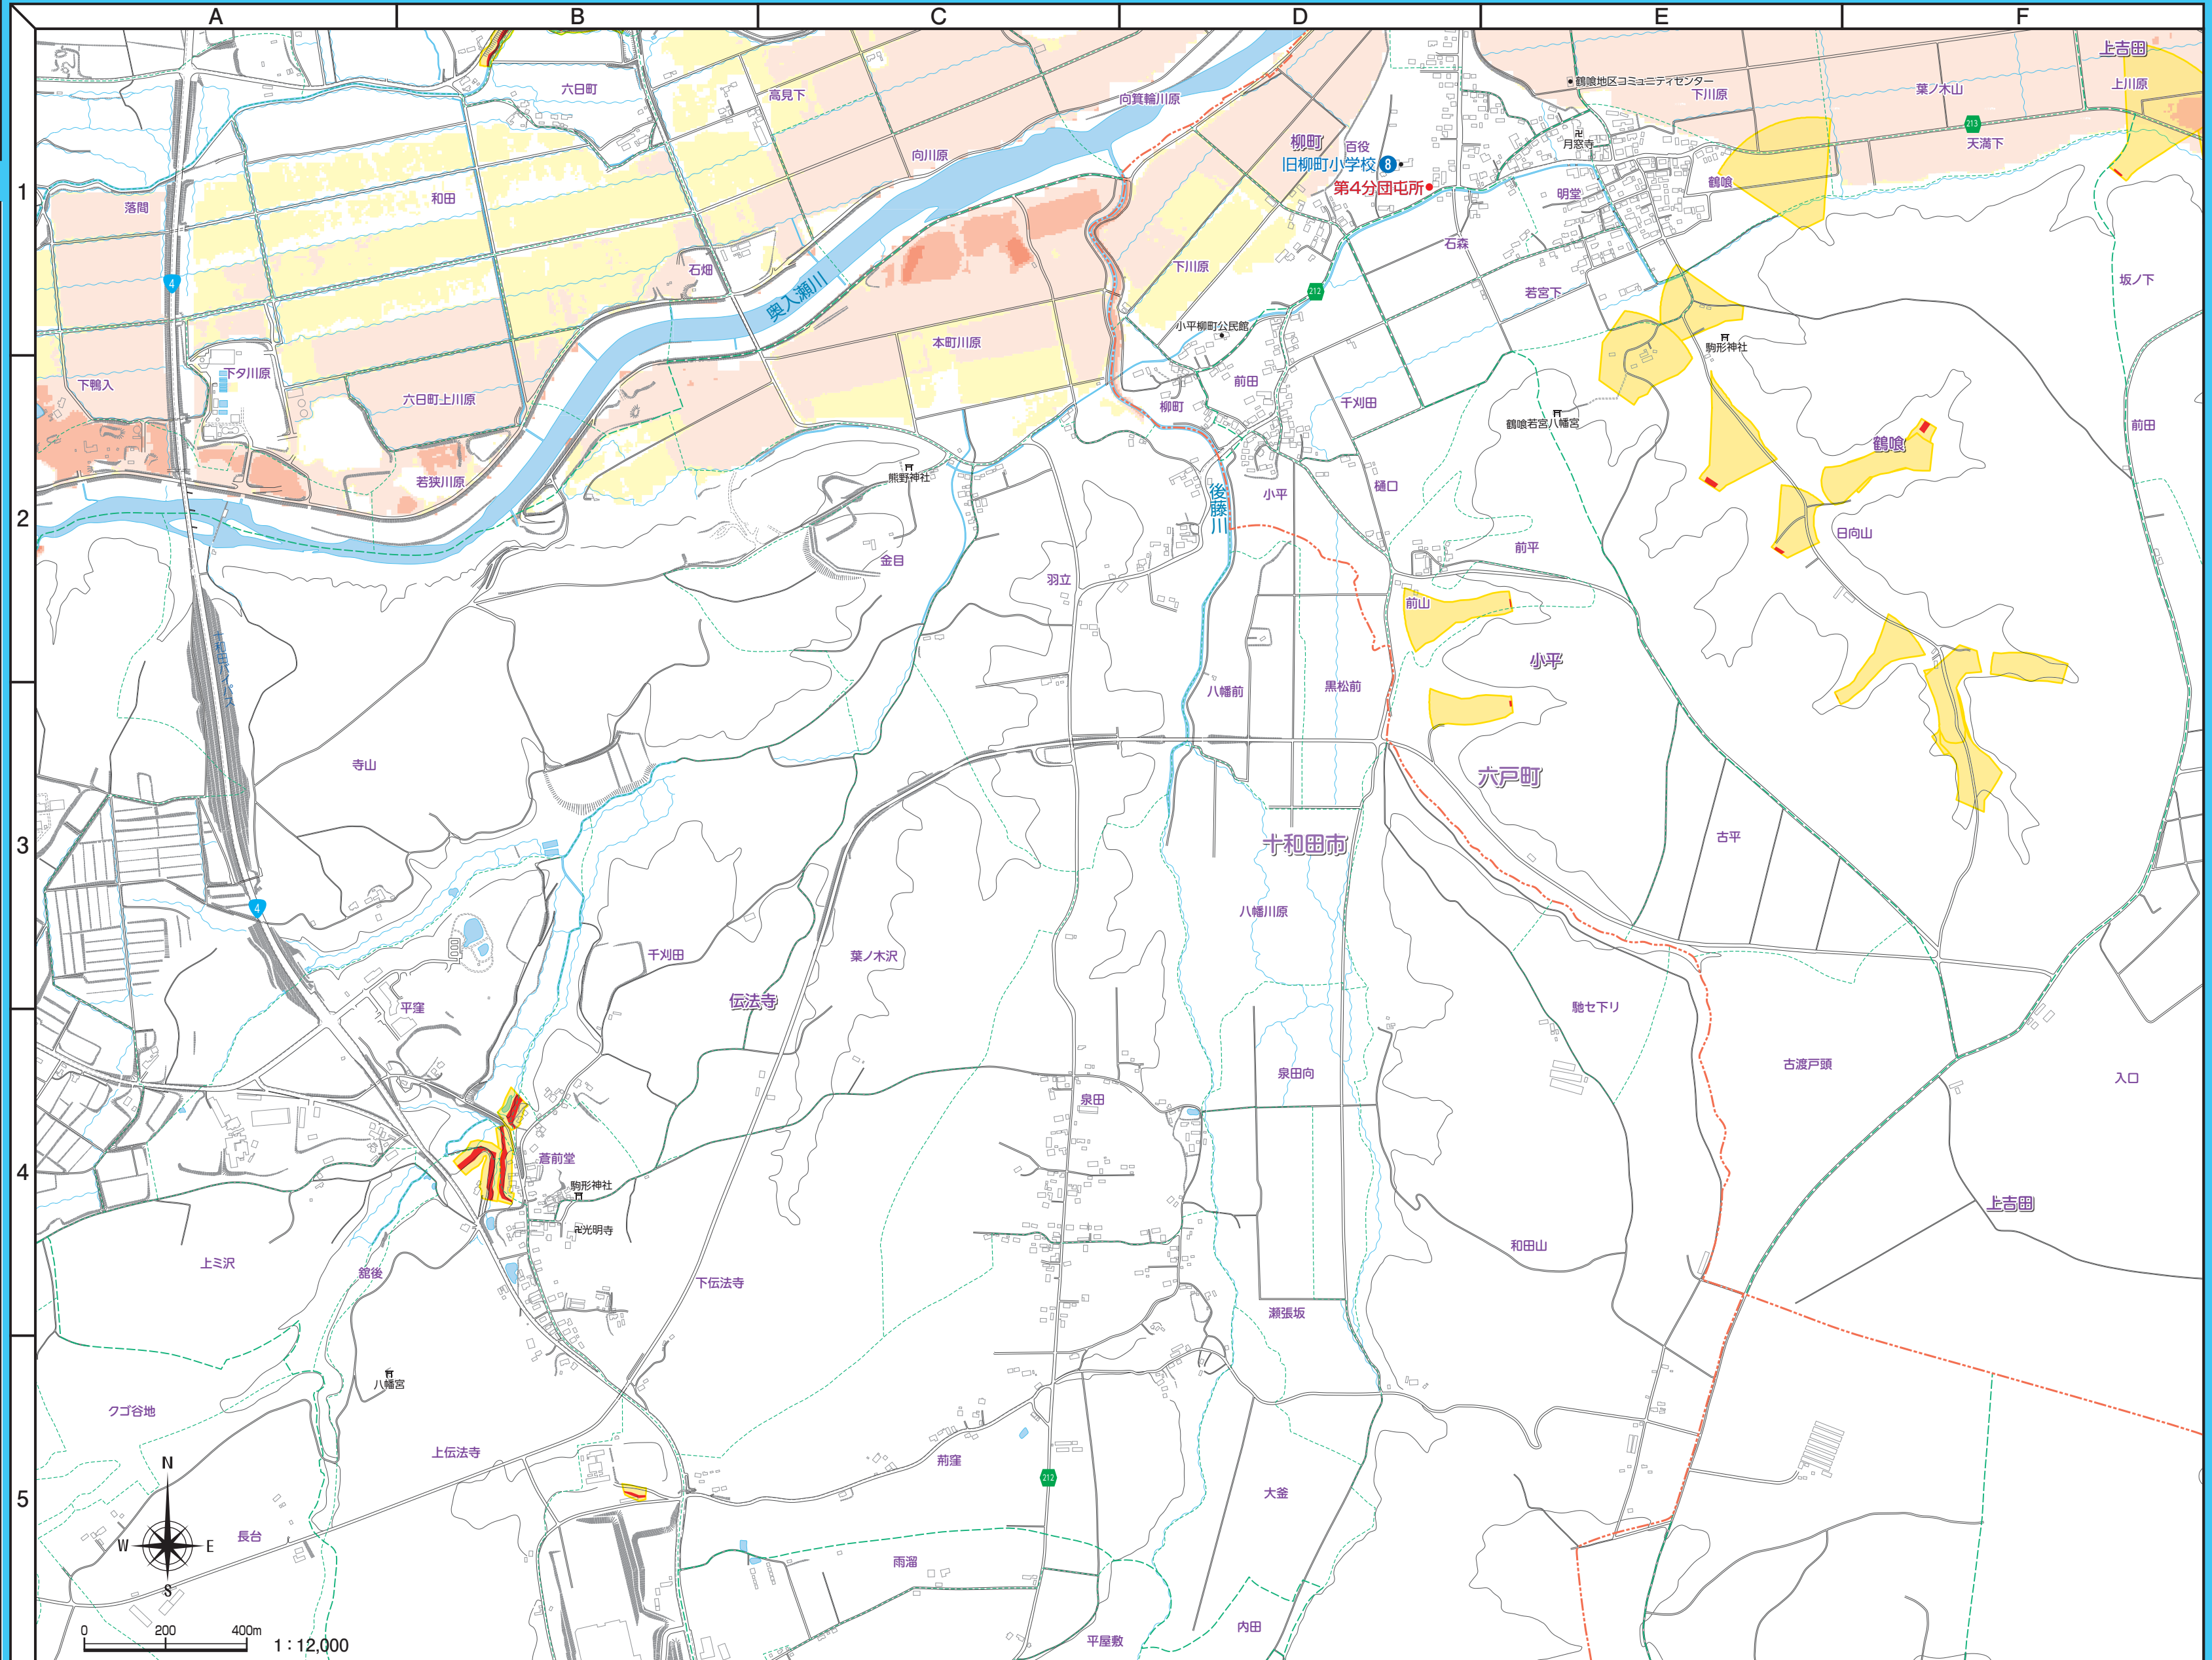 A
B
C
D
E
F
上吉田
六日町
高見下
向箕輪川原
鶴喰地区コミュニティセンター
下川原
葉ノ木山
上川原
213
柳町
百役
月窓寺
天満下
旧柳町小学校 8
向川原
第4分団屯所
鶴喰
1
落間
和田
明堂
石森
石畑
下川原
坂ノ下
4
奥入瀬川
212
若宮下
小平柳町公民館
本町川原
駒形神社
下鴨入
下夕川原
六日町上川原
前田
柳町
千刈田
鶴喰若宮八幡宮
前田
鶴喰
熊野神社
若狭川原
樋口
小平
後藤川
2
日向山
前平
金目
羽立
前山
十和田バイパス
小平
八幡前
黒松前
寺山
六戸町
3
十和田市
古平
4
八幡川原
千刈田
葉ノ木沢
伝法寺
平窪
馳セ下リ
古渡戸頭
泉田向
入口
泉田
4
蒼前堂
駒形神社
光明寺
上吉田
和田山
上ミ沢
舘後
下伝法寺
瀬張坂
八幡宮
クゴ谷地
上伝法寺
荊窪
N
212
5
大釜
長台
W
E
雨溜
S
内田
平屋敷
0
200
400m
1：12,000